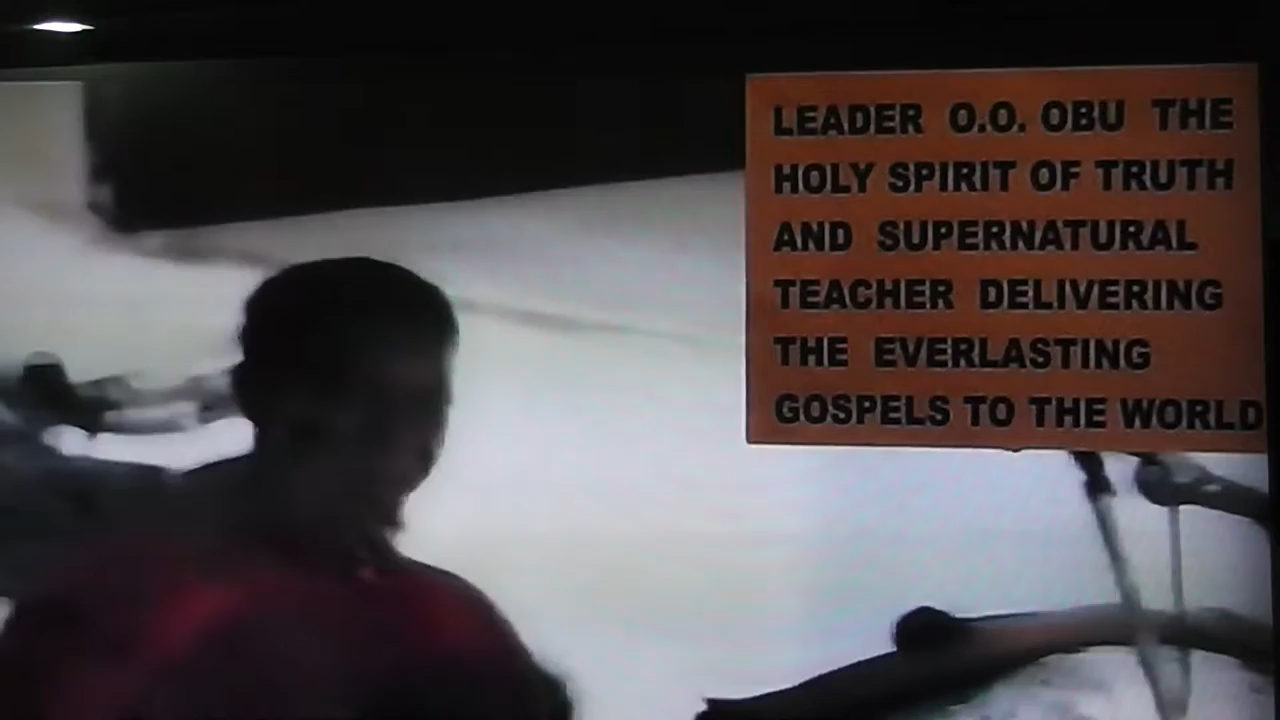 LEADER O.O. OBU THE
HOLY SPIRIT OF TRUTH
AND SUPERNATURAL
TEACHER DELIVERING
THE EVERLASTING
GOSPELS TO THE WORLD